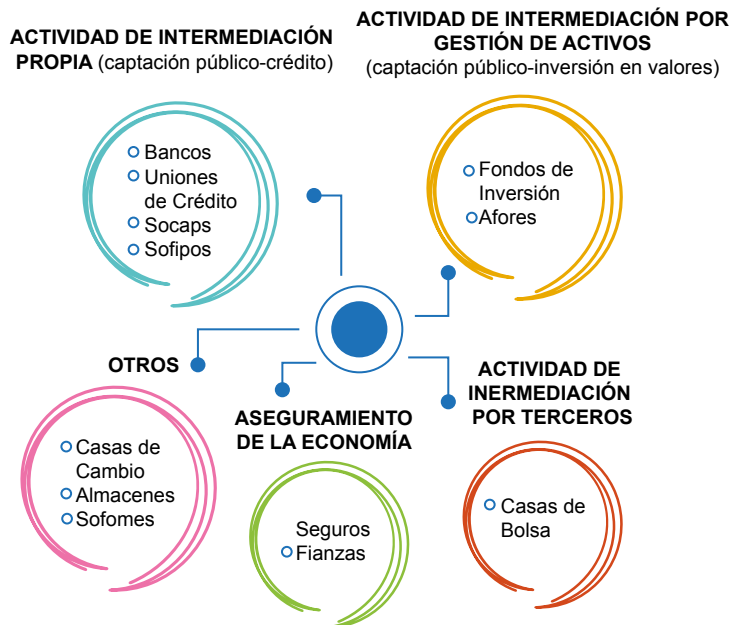 ACTIVIDAD DE INTERMEDIACIÓN
PROPIA (captación público-crédito)
Bancos
Uniones
de Crédito
Socaps
Sofipos
ACTIVIDAD DE INTERMEDIACIÓN POR
GESTIÓN DE ACTIVOS
(captación público-inversión en valores)
Fondos de
Inversión
Afores
OTROS
Casas de
Cambio
Almacenes
Sofomes
ASEGURAMIENTO
DE LA ECONOMÍA
Seguros
Fianzas
ACTIVIDAD DE
INERMEDIACIÓN
POR TERCEROS
Casas de
Bolsa